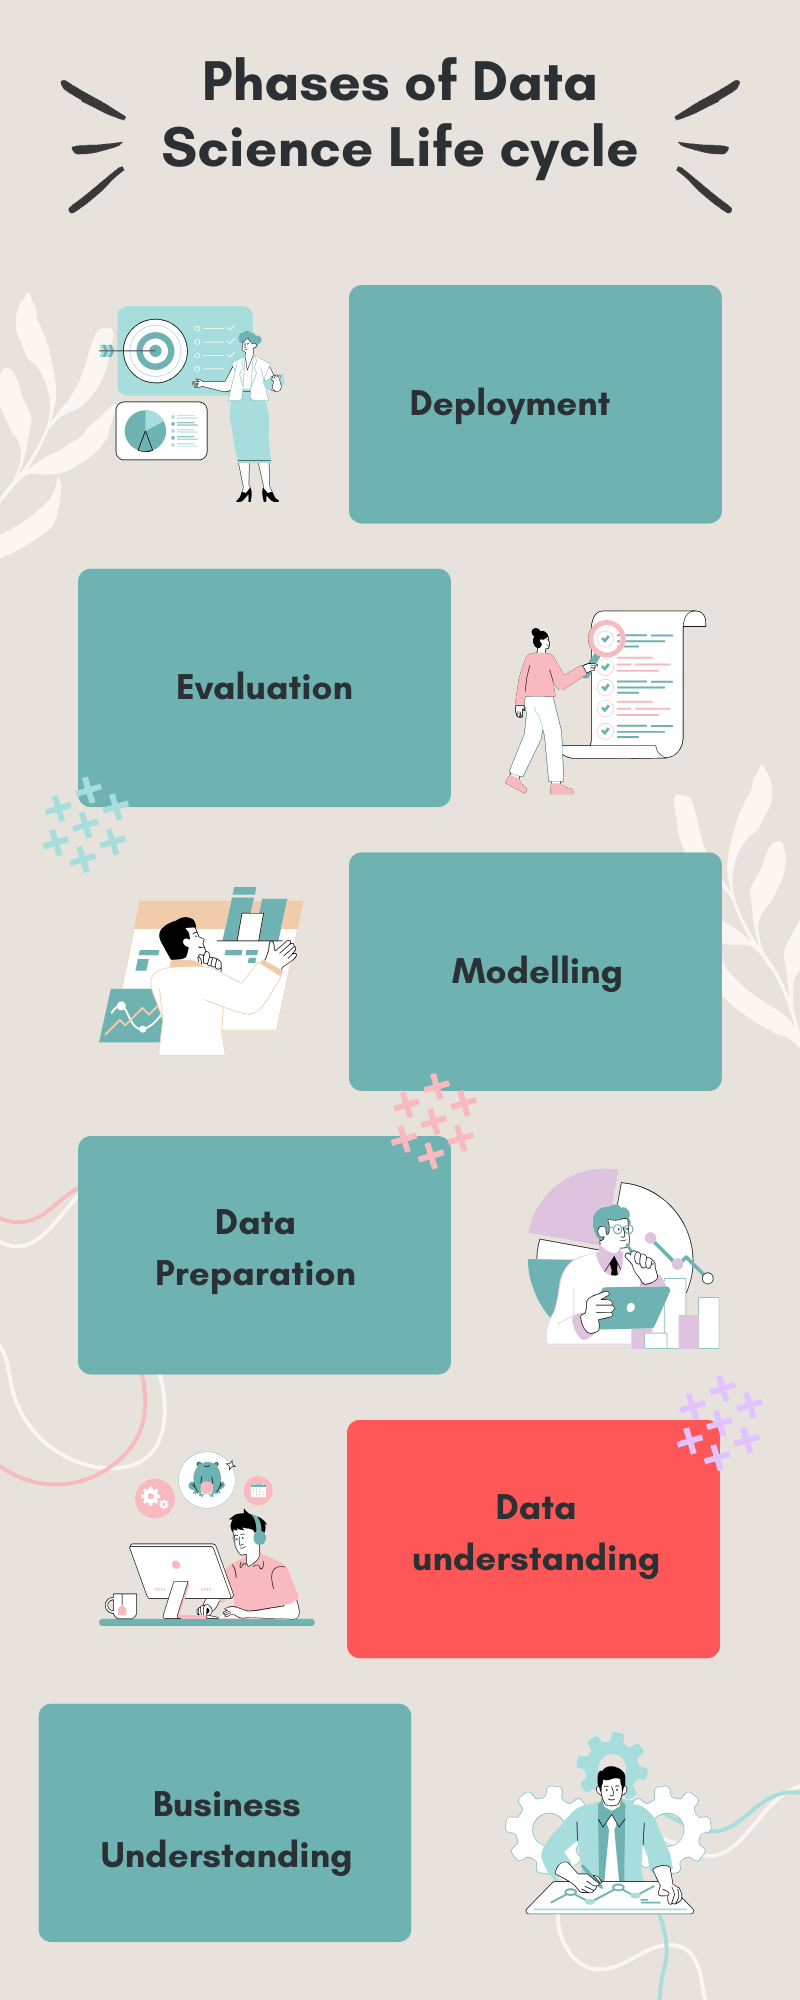 Phases of Data
Science Life cycle
Deployment
Evaluation
Modelling
Data
Preparation
Data
understanding
Business
Understanding